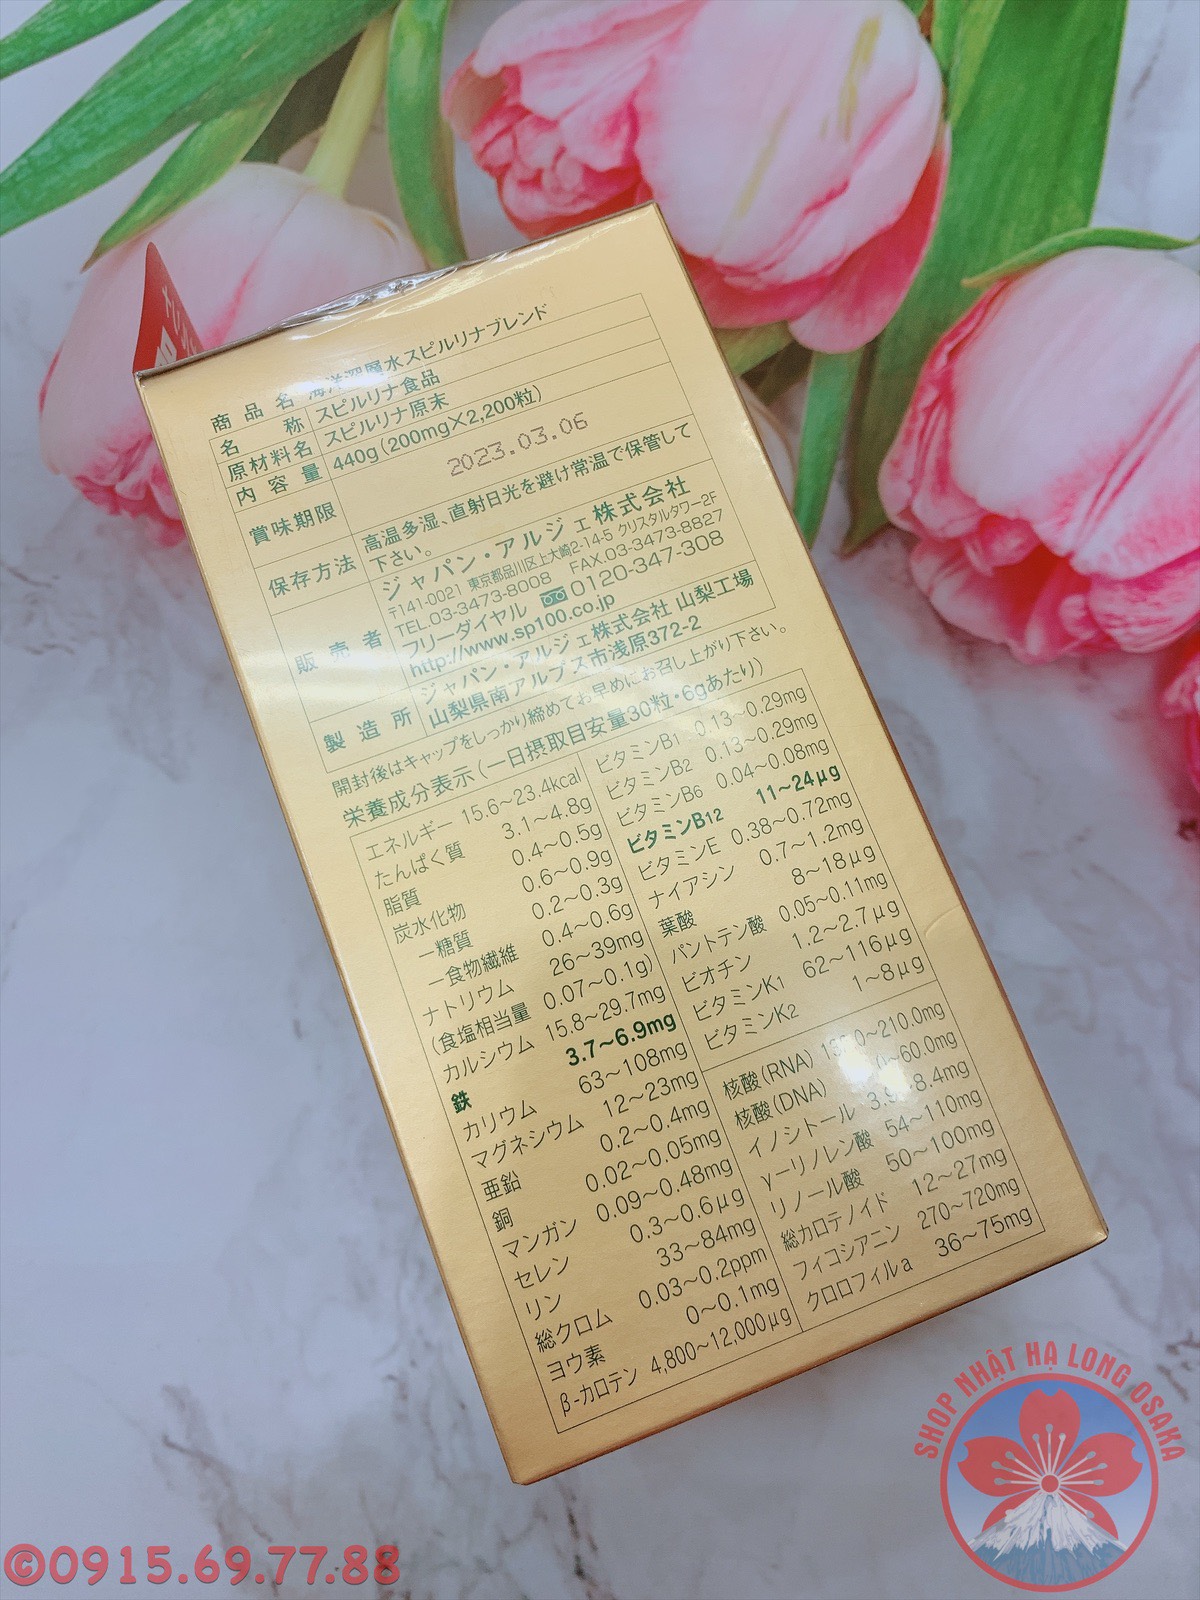 商品名 海洋深層水スピルリナブレンド
名称 スピルリナ食品
原材料名 スピルリナ原末
内容量 440g(200mg×2,200粒)
賞味期限 2023.03.06
保存方法 高温多湿、直射日光を避け常温で保管して
下さい。
販売者 ジャパン・アルジェ株式会社
〒141-0021 東京都品川区上大崎2-14-5 クリスタルタワー2F
TEL.03-3473-8008 FAX.03-3473-8827
フリーダイヤル 0120-347-308
http://www.sp100.co.jp
製造所 ジャパン・アルジェ株式会社 山梨工場
山梨県南アルプス市浅原372-2
開封後はキャップをしっかり締めてお早めにお召し上がり下さい。
栄養成分表示(一日摂取目安量30粒・6gあたり)
エネルギー 15.6~23.4kcal
たんぱく質 3.1~4.8g
脂質 0.4~0.5g
炭水化物 0.6~0.9g
ー糖質 0.2~0.3g
ー食物繊維 0.4~0.6g
ナトリウム 26~39mg
(食塩相当量 0.07~0.1g)
カルシウム 15.8~29.7mg
鉄 3.7~6.9mg
カリウム 63~108mg
マグネシウム 12~23mg
亜鉛 0.2~0.4mg
銅 0.02~0.05mg
マンガン 0.09~0.48mg
セレン 0.3~0.6μg
リン 33~84mg
総クロム 0.03~0.2ppm
ヨウ素 0~0.1mg
β-カロテン 4,800~12,000μg
ビタミンB1 0.13~0.29mg
ビタミンB2 0.13~0.29mg
ビタミンB6 0.04~0.08mg
ビタミンB12 11~24μg
ビタミンE 0.38~0.72mg
ナイアシン 0.7~1.2mg
葉酸 8~18μg
パントテン酸 0.05~0.11mg
ビオチン 1.2~2.7μg
ビタミンK1 62~116μg
ビタミンK2 1~8μg
核酸(RNA) ~210.0mg
核酸(DNA) ~60.0mg
イノシトール ~8.4mg
γーリノレン酸 54~110mg
リノール酸 50~100mg
総カロテノイド 12~27mg
フィコシアニン 270~720mg
クロロフィルa 36~75mg
SHOP NHẬT HẠ LONG OSAKA
©0915.69.77.88